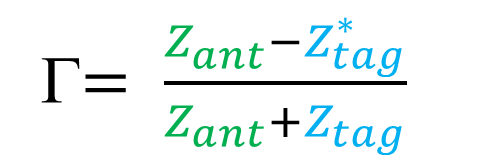 Γ= (Z_ant − Z*_tag) / (Z_ant + Z_tag)